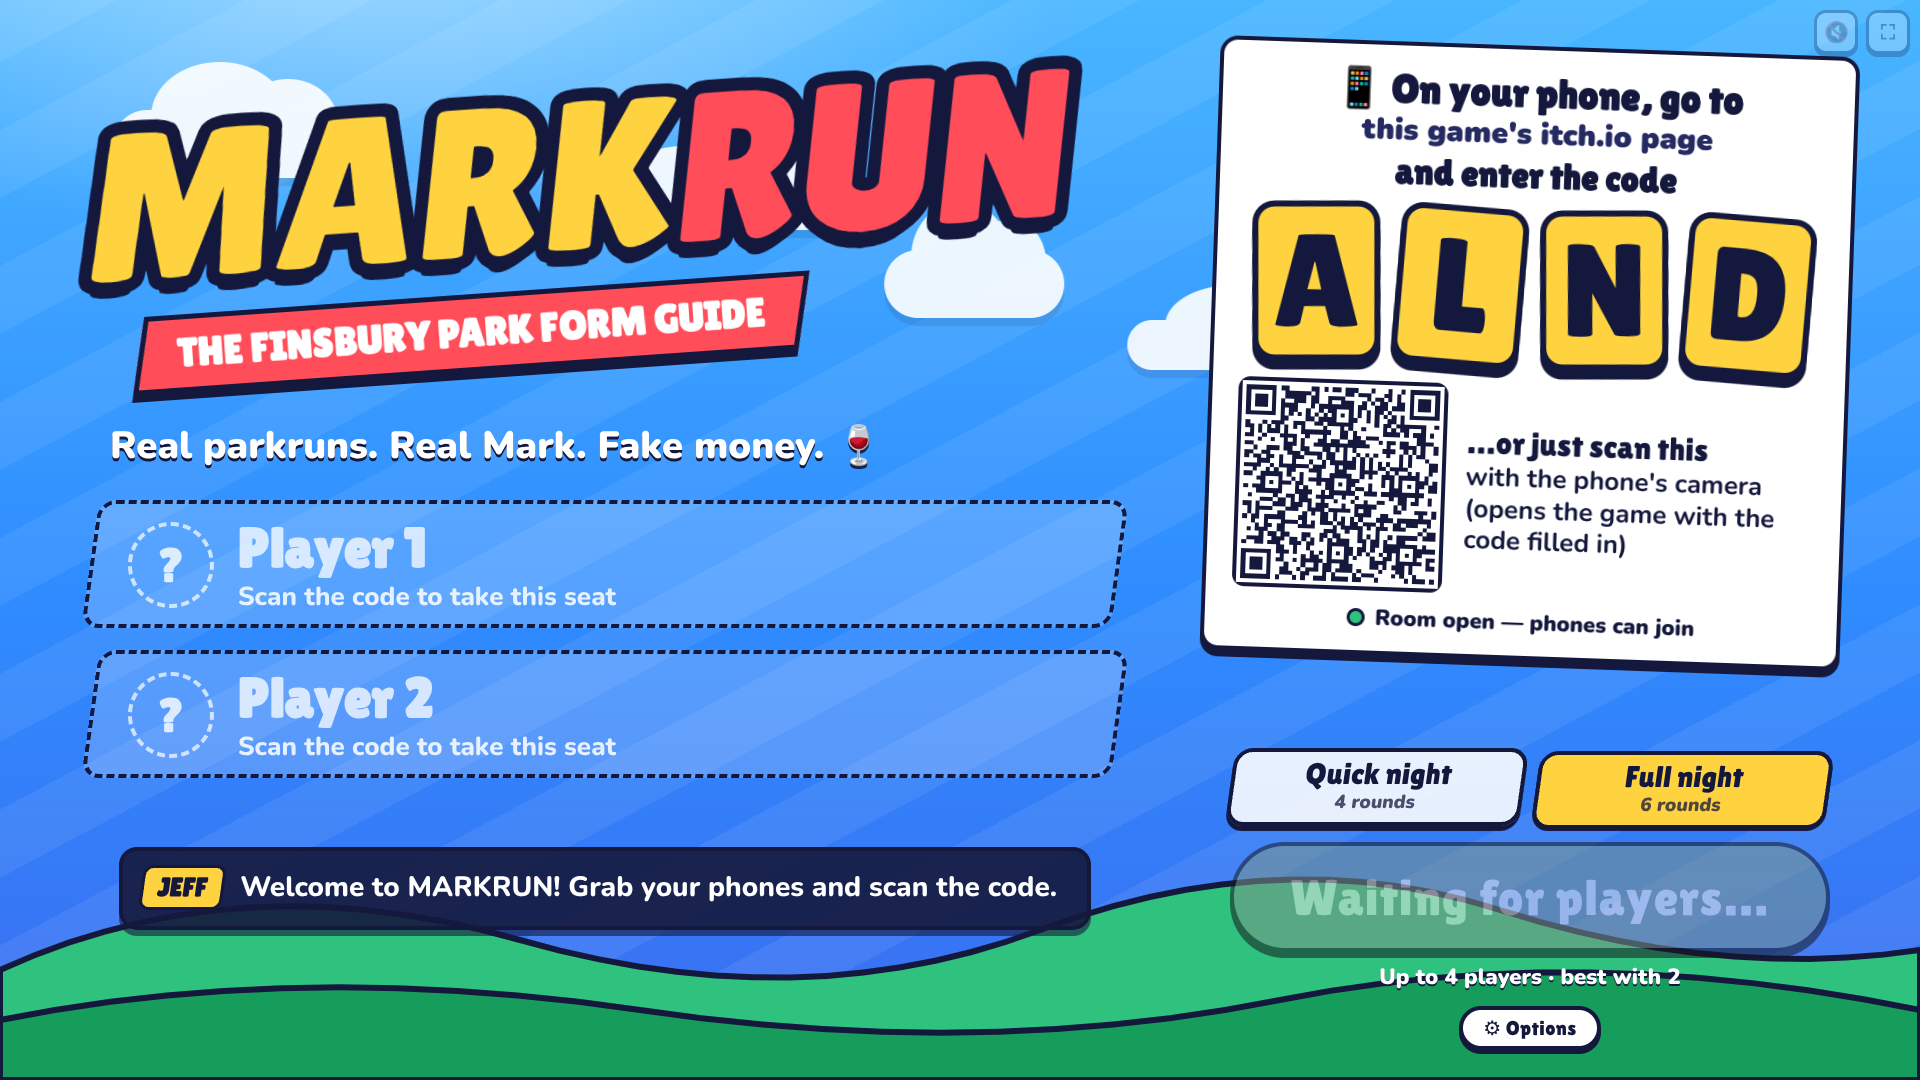 MARKRUN
THE FINSBURY PARK FORM GUIDE
Real parkruns. Real Mark. Fake money.
? Player 1
Scan the code to take this seat
? Player 2
Scan the code to take this seat
JEFF Welcome to MARKRUN! Grab your phones and scan the code.
On your phone, go to
this game's itch.io page
and enter the code
ALND
...or just scan this
with the phone's camera
(opens the game with the
code filled in)
Room open — phones can join
Quick night
4 rounds
Full night
6 rounds
Waiting for players...
Up to 4 players · best with 2
⚙ Options